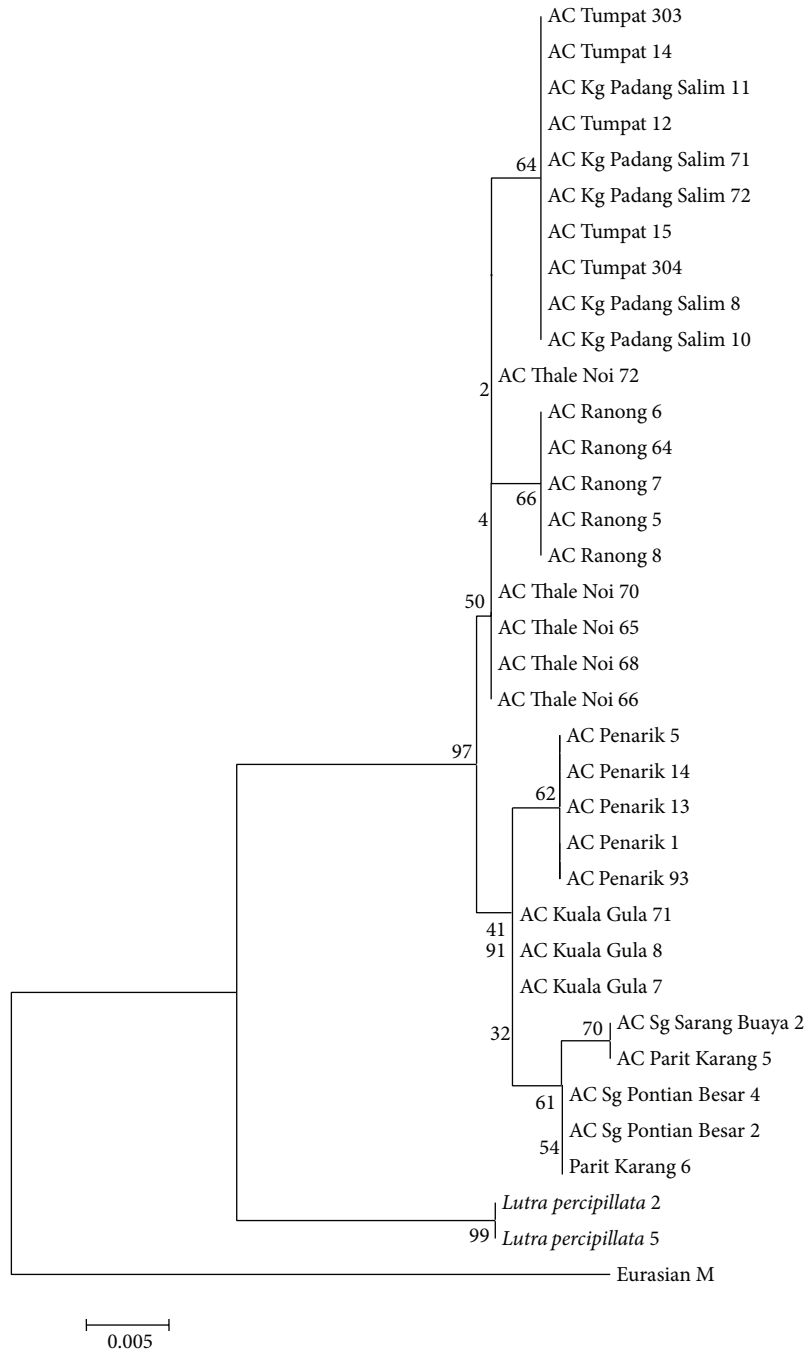 AC Tumpat 303
AC Tumpat 14
AC Kg Padang Salim 11
AC Tumpat 12
64
AC Kg Padang Salim 71
AC Kg Padang Salim 72
AC Tumpat 15
AC Tumpat 304
AC Kg Padang Salim 8
AC Kg Padang Salim 10
AC Thale Noi 72
2
AC Ranong 6
AC Ranong 64
AC Ranong 7
66
4
AC Ranong 5
AC Ranong 8
AC Thale Noi 70
50
AC Thale Noi 65
AC Thale Noi 68
AC Thale Noi 66
AC Penarik 5
97
AC Penarik 14
62
AC Penarik 13
AC Penarik 1
AC Penarik 93
AC Kuala Gula 71
41
91
AC Kuala Gula 8
AC Kuala Gula 7
32
70
AC Sg Sarang Buaya 2
AC Parit Karang 5
AC Sg Pontian Besar 4
61
AC Sg Pontian Besar 2
54
Parit Karang 6
Lutra percipillata 2
99
Lutra percipillata 5
Eurasian M
0.005